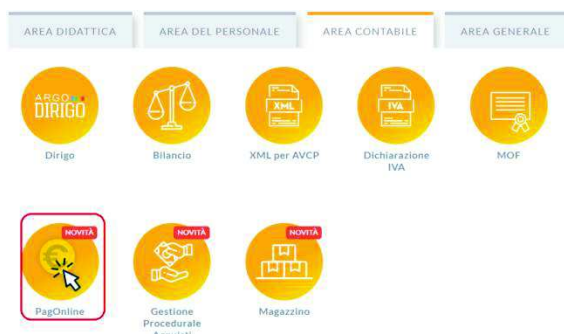 AREA DIDATTICA
AREA DEL PERSONALE
AREA CONTABILE
AREA GENERALE
ARGO
DIRIGO
XML
IVA
Dirigo
Bilancio
XML per AVCP
Dichiarazione
IVA
MOF
NOVITÀ
NOVITÀ
NOVITÀ
€
PagOnline
Gestione
Procedurale
Magazzino